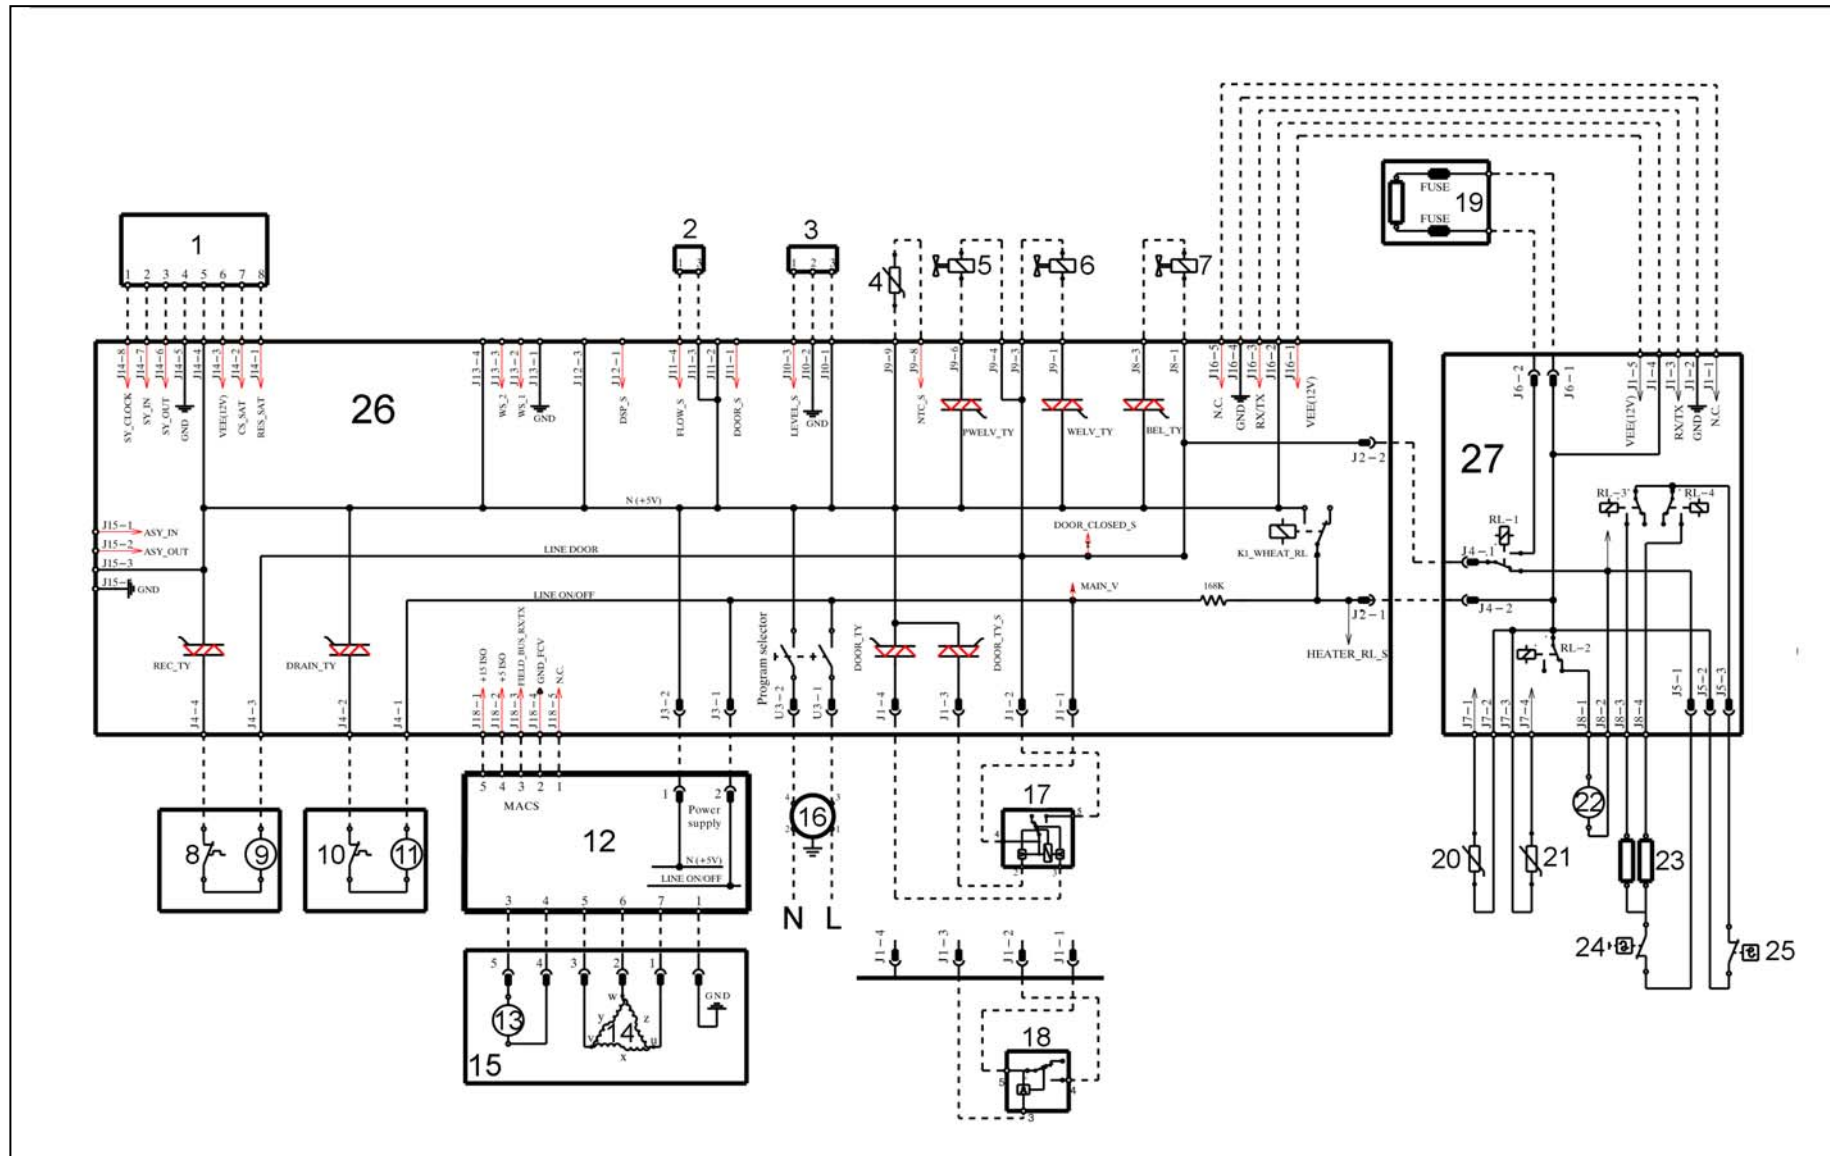 FUSE
19
FUSE
1
2
3
1 2 3 4 5 6 7 8
1
1 2
4
5
6
7
J14-8
J14-7
J14-6
J14-5
J14-4
J14-3
J14-2
J14-1
SY_CLOCK
SY_IN
SY_OUT
GND
VEE(12V)
CS_SAT
RES_SAT
26
J13-4
J13-3
J13-2
J13-1
WS_2
WS_1
GND
J12-3
J12-1
DSP_S
J11-4
J11-3
J11-2
J11-1
FLOW_S
DOOR_S
J10-3
J10-2
J10-1
LEVEL_S
GND
J9-9
J9-8
J9-6
J9-4
J9-3
J9-1
J8-3
J8-1
NTC_S
PWELV_TY
WELV_TY
BEL_TY
J16-5
J16-4
J16-3
J16-2
J16-1
N.C.
GND
RX/TX
VEE(12V)
J2-2
J6-2
J6-1
J1-5
J1-4
J1-3
J1-2
J1-1
VEE(12V)
RX/TX
GND
N.C.
27
RL-3
RL-4
RL-1
N (+5V)
J15-1
ASY_IN
J15-2
ASY_OUT
J15-3
GND
LINE DOOR
DOOR_CLOSED_S
K1_WHEAT_RL
J4-1
LINE ON/OFF
MAIN_V
168K
J2-1
J4-2
HEATER_RL_S
RL-2
REC_TY
DRAIN_TY
+15 ISO
+5 ISO
FIELD_BUS_RX/TX
GND_FCV
N.C.
Program selector
DOOR_TY
DOOR_TY_S
J4-4
J4-3
J4-2
J4-1
J18-1
J18-2
J18-3
J18-4
J18-5
J3-2
J3-1
U3-2
U3-1
J1-4
J1-3
J1-2
J1-1
J7-1
J7-2
J7-3
J7-4
J8-1
J8-2
J8-3
J8-4
J5-1
J5-2
J5-3
5 4 3 2 1
MACS
1
2
Power
supply
12
N (+5V)
LINE ON/OFF
3 4 5 6 7 1
8
9
10
11
4 3
16
2 1
N L
17
5
4
2
3
22
20
21
23
24
25
J1-4
J1-3
J1-2
J1-1
5 4 3 2 1
GND
13
w
y
z
14
v
u
x
15
18
5
4
3